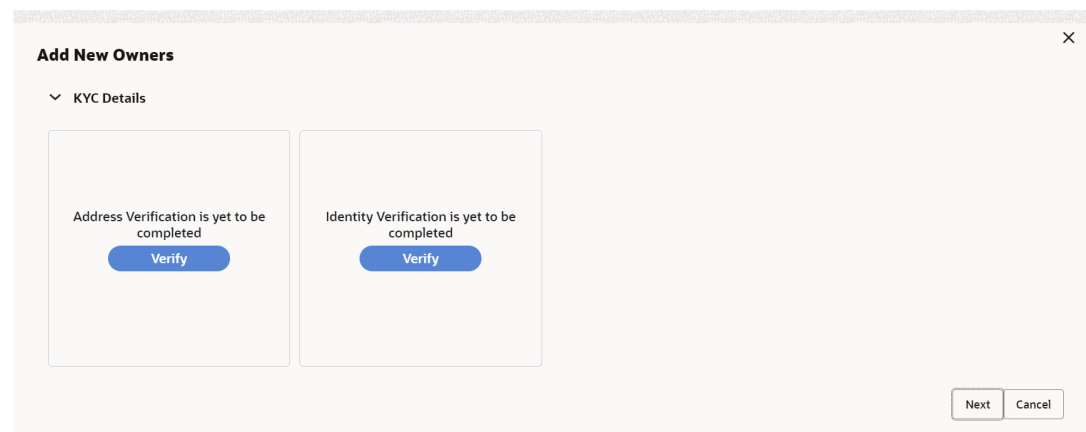 Add New Owners
KYC Details
Address Verification is yet to be
completed
Verify
Identity Verification is yet to be
completed
Verify
Next
Cancel